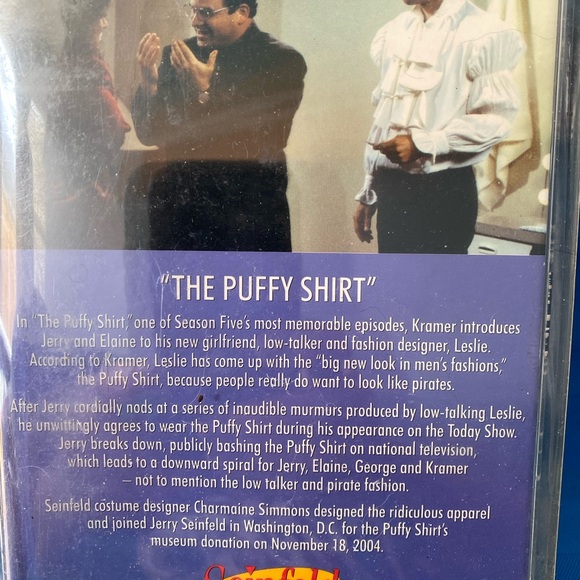 "THE PUFFY SHIRT"
In "The Puffy Shirt," one of Season Five's most memorable episodes, Kramer introduces
Jerry and Elaine to his new girlfriend, low-talker and fashion designer, Leslie.
According to Kramer, Leslie has come up with the "big new look in men's fashions,"
the Puffy Shirt, because people really do want to look like pirates.
After Jerry cordially nods at a series of inaudible murmurs produced by low-talking Leslie,
he unwittingly agrees to wear the Puffy Shirt during his appearance on the Today Show.
Jerry breaks down, publicly bashing the Puffy Shirt on national television,
which leads to a downward spiral for Jerry, Elaine, George and Kramer
– not to mention the low talker and pirate fashion.
Seinfeld costume designer Charmaine Simmons designed the ridiculous apparel
and joined Jerry Seinfeld in Washington, D.C. for the Puffy Shirt's
museum donation on November 18, 2004.
Seinfeld